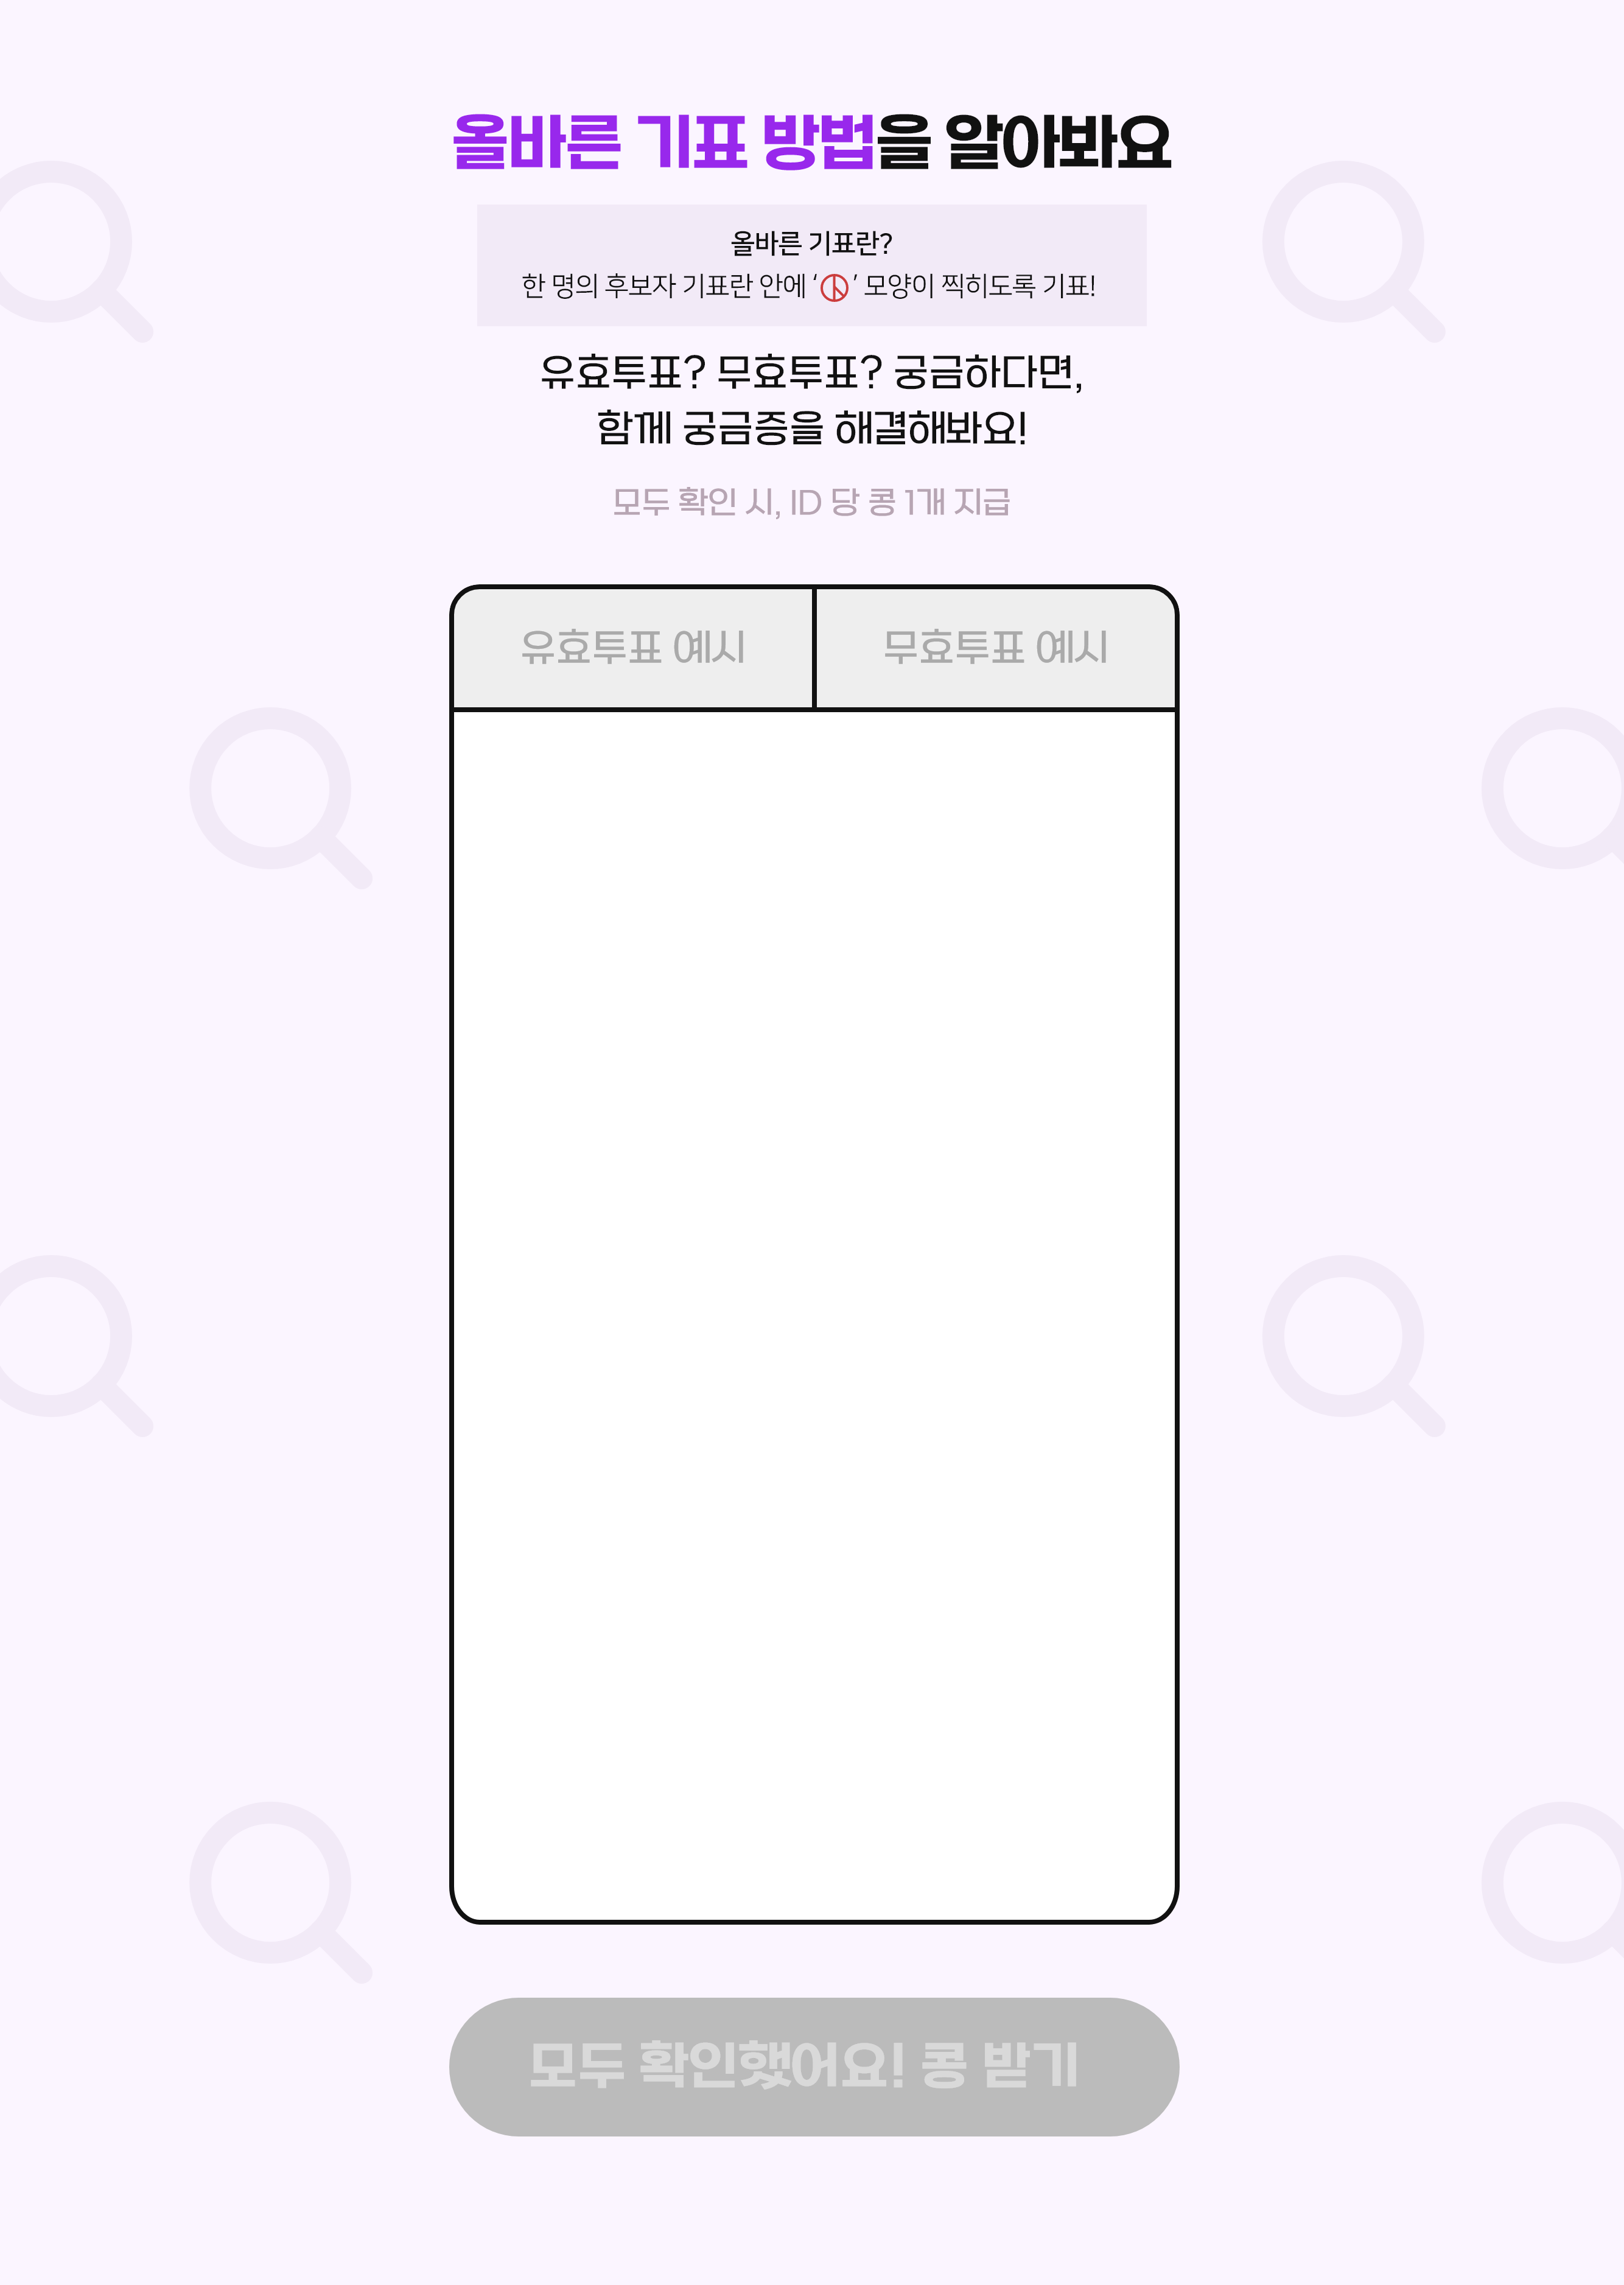 올바른 기표 방법을 알아봐요
올바른 기표란?
한 명의 후보자 기표란 안에 ‘ ’ 모양이 찍히도록 기표!
유효투표? 무효투표? 궁금하다면,
함께 궁금증을 해결해봐요!
모두 확인 시, ID 당 콩 1개 지급
유효투표 예시
무효투표 예시
모두 확인했어요! 콩 받기